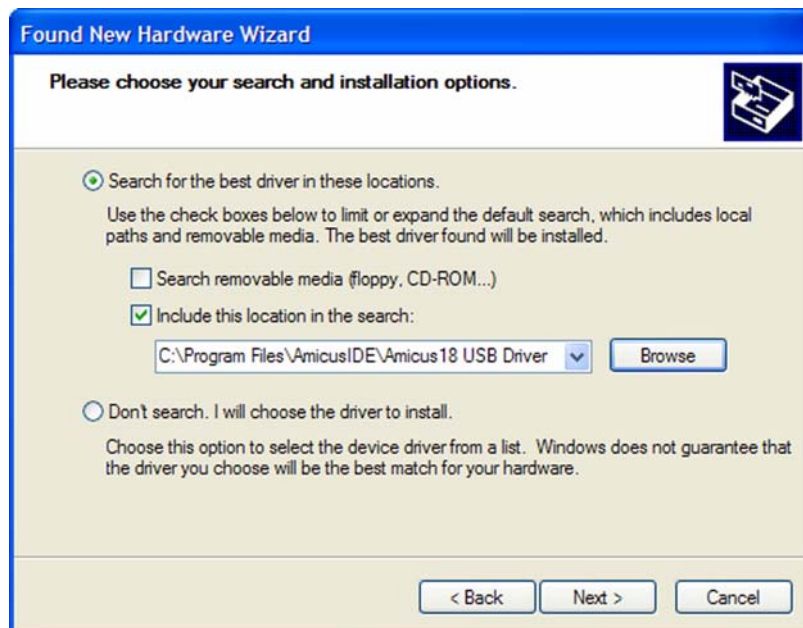 Found New Hardware Wizard
Please choose your search and installation options.
Search for the best driver in these locations.
Use the check boxes below to limit or expand the default search, which includes local
paths and removable media. The best driver found will be installed.
Search removable media (floppy, CD-ROM...)
Include this location in the search:
C:\Program Files\AmicusIDE\Amicus18 USB Driver
Browse
Don't search. I will choose the driver to install.
Choose this option to select the device driver from a list. Windows does not guarantee that
the driver you choose will be the best match for your hardware.
< Back Next > Cancel